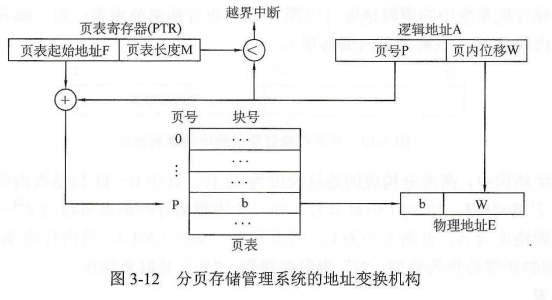 越界中断
页表寄存器(PTR)
逻辑地址A
页表起始地址F 页表长度M
<
页号P 页内位移W
+
页号 块号
0 ...
⋮ ...
...
P b
b W
...
页表
物理地址E
图 3-12 分页存储管理系统的地址变换机构